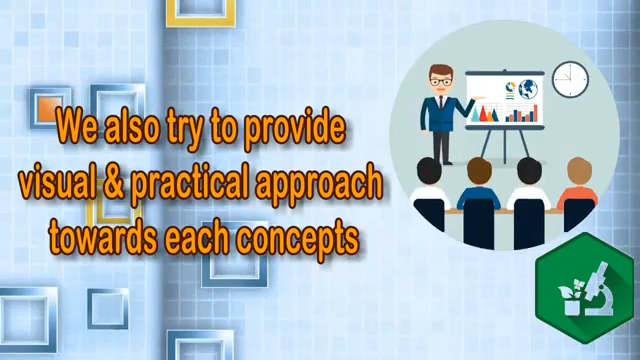 We also try to provide
visual & practical approach
towards each concepts